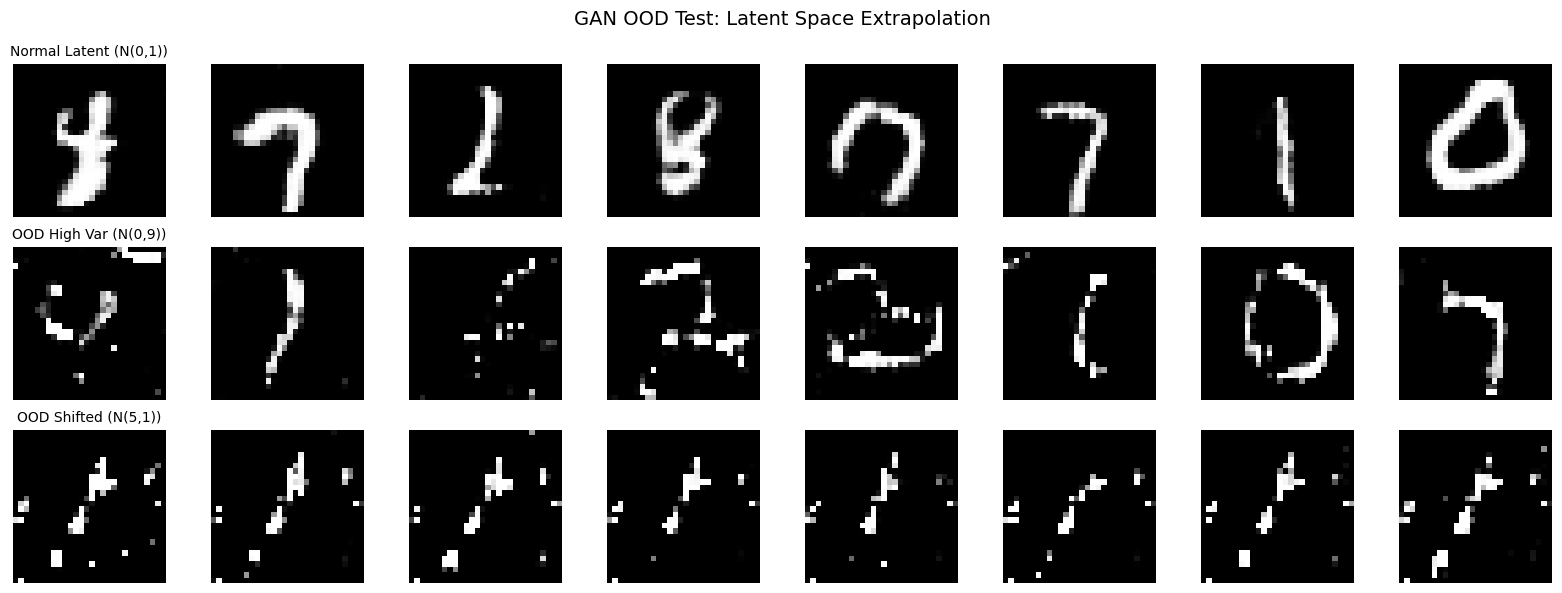 GAN OOD Test: Latent Space Extrapolation
Normal Latent (N(0,1))
OOD High Var (N(0,9))
OOD Shifted (N(5,1))